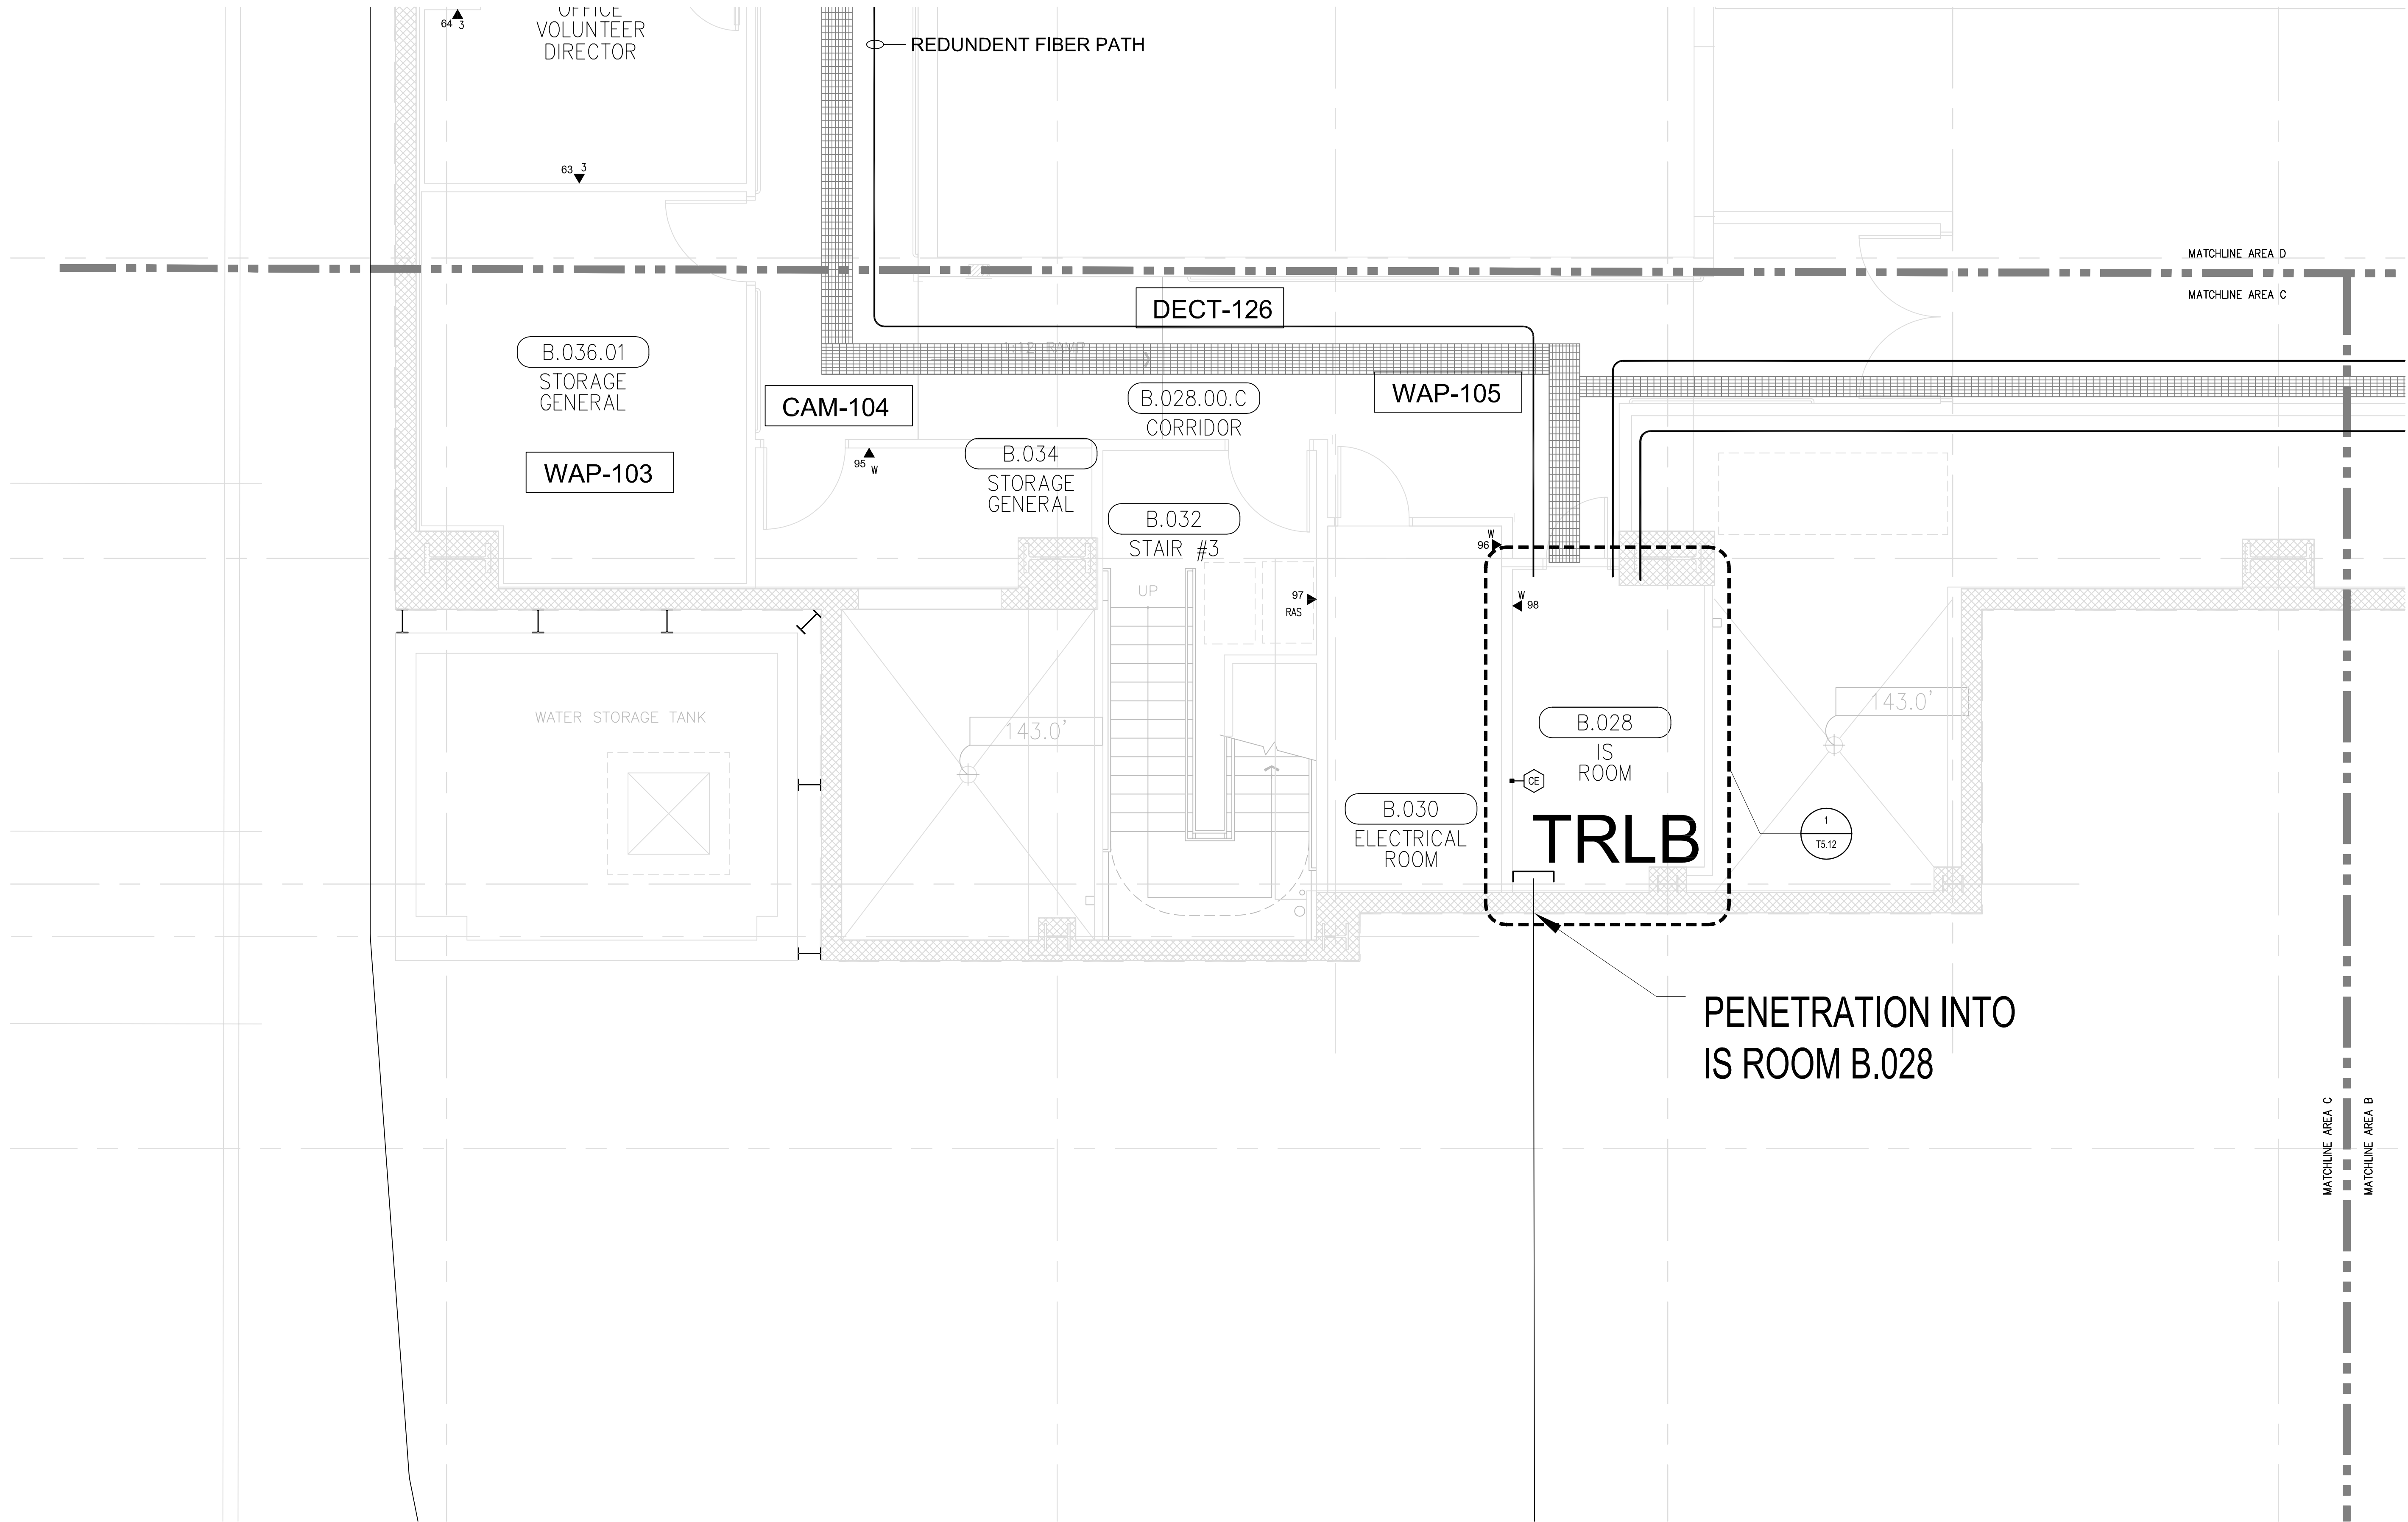 OFFICE
VOLUNTEER
DIRECTOR
64 3
REDUNDENT FIBER PATH
63 3
MATCHLINE AREA D
MATCHLINE AREA C
DECT-126
1:12 RAMP
B.036.01
STORAGE
GENERAL
CAM-104
B.028.00.C
CORRIDOR
WAP-105
WAP-103
95 W
B.034
STORAGE
GENERAL
B.032
STAIR #3
W
96
UP
97
RAS
W
98
WATER STORAGE TANK
143.0'
B.028
IS
ROOM
143.0'
CE
B.030
ELECTRICAL
ROOM
TRLB
1
T5.12
PENETRATION INTO
IS ROOM B.028
MATCHLINE AREA C
MATCHLINE AREA B